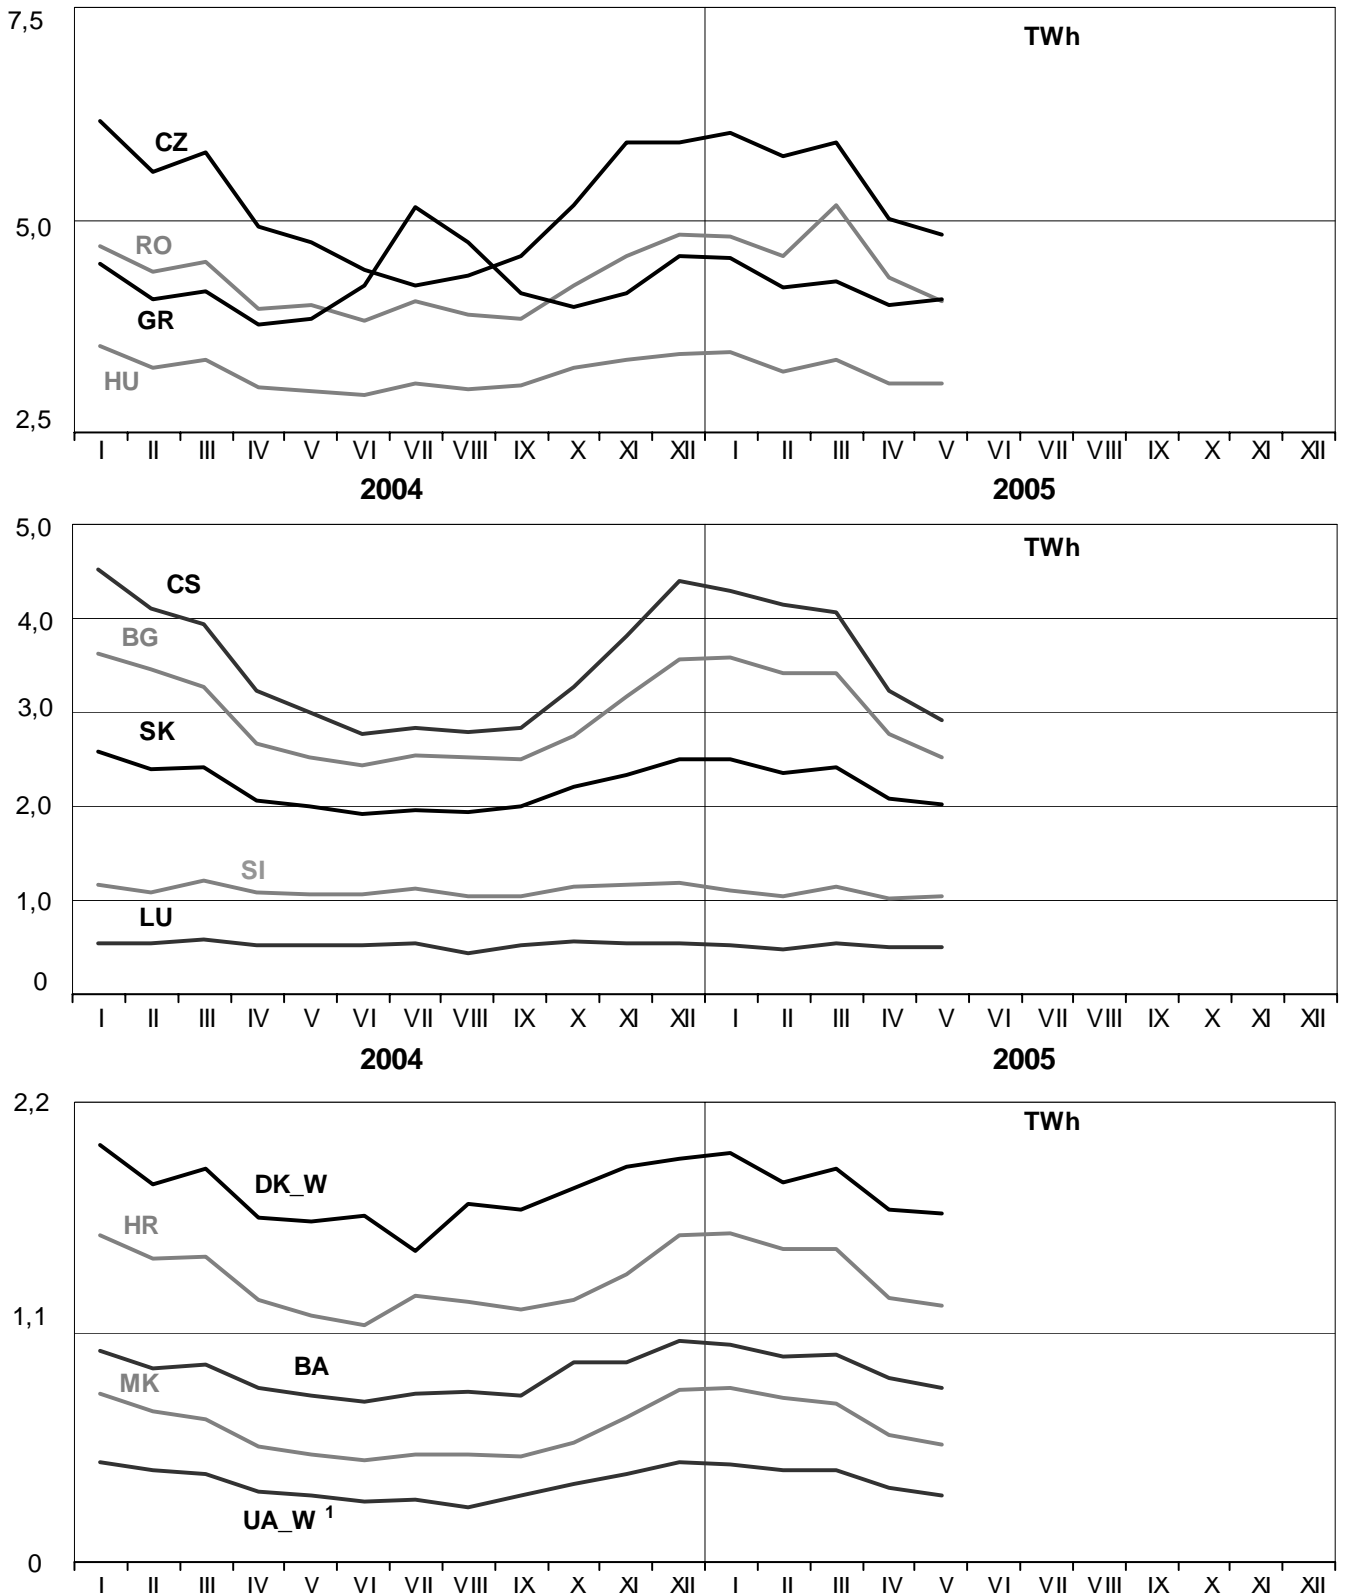 7,5
TWh
CZ
5,0
RO
GR
HU
2,5
I II III IV V VI VII VIII IX X XI XII I II III IV V VI VII VIII IX X XI XII
2004 2005
5,0
TWh
CS
4,0
BG
3,0
SK
2,0
SI
1,0
LU
0
I II III IV V VI VII VIII IX X XI XII I II III IV V VI VII VIII IX X XI XII
2004 2005
2,2
TWh
DK_W
HR
1,1
BA
MK
UA_W ¹
0
I II III IV V VI VII VIII IX X XI XII I II III IV V VI VII VIII IX X XI XII